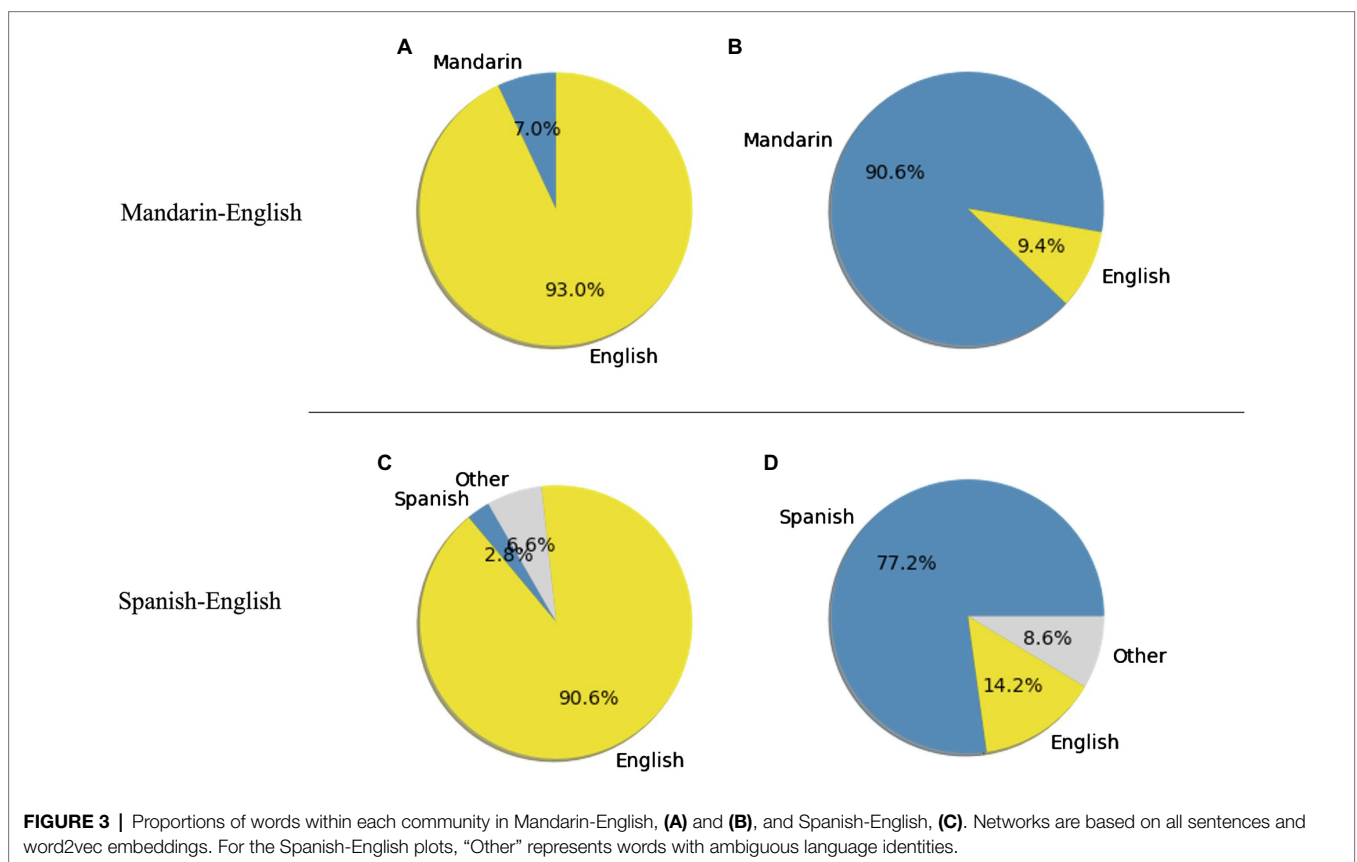 A
B
Mandarin
7.0%
93.0%
English
Mandarin
90.6%
9.4%
English
Mandarin-English
C
D
Other
Spanish
6.6%
2.8%
90.6%
English
Spanish
77.2%
8.6%
Other
14.2%
English
Spanish-English
FIGURE 3 | Proportions of words within each community in Mandarin-English, (A) and (B), and Spanish-English, (C). Networks are based on all sentences and
word2vec embeddings. For the Spanish-English plots, “Other” represents words with ambiguous language identities.